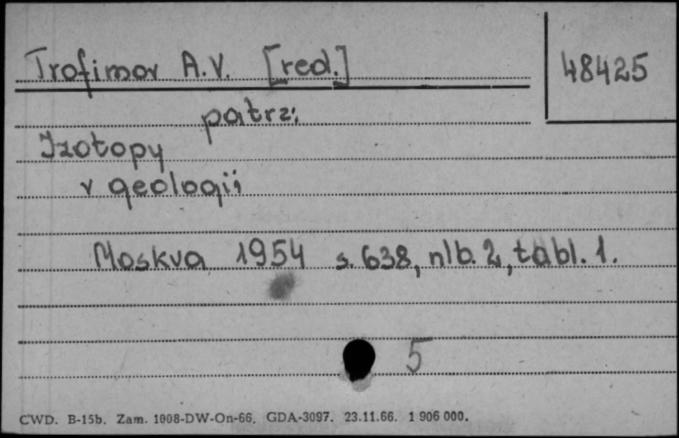 Trofimov A.V. [red.]
48425
patrz:
Izotopy
v geologii
Moskva 1954 s. 638, nlb. 2, tabl. 1.
5
CWD. B-15b. Zam. 1008-DW-On-66. GDA-3097. 23.11.66. 1 906 000.